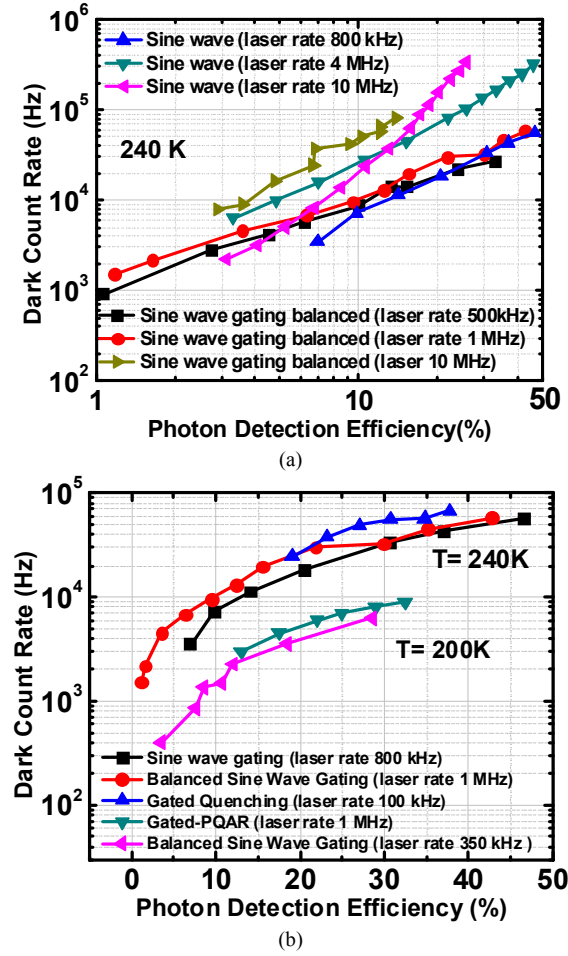 10^6
Sine wave (laser rate 800 kHz)
Sine wave (laser rate 4 MHz)
Sine wave (laser rate 10 MHz)
10^5
240 K
10^4
10^3
Sine wave gating balanced (laser rate 500kHz)
Sine wave gating balanced (laser rate 1 MHz)
Sine wave gating balanced (laser 10 MHz)
10^2
Dark Count Rate (Hz)
1 10 50
Photon Detection Efficiency(%)
(a)
10^5
T= 240K
10^4
T= 200K
10^3
Sine wave gating (laser rate 800 kHz)
Balanced Sine Wave Gating (laser rate 1 MHz)
10^2
Gated Quenching (laser rate 100 kHz)
Gated-PQAR (laser rate 1 MHz)
Balanced Sine Wave Gating (laser rate 350 kHz )
Dark Count Rate (Hz)
0 10 20 30 40 50
Photon Detection Efficiency (%)
(b)